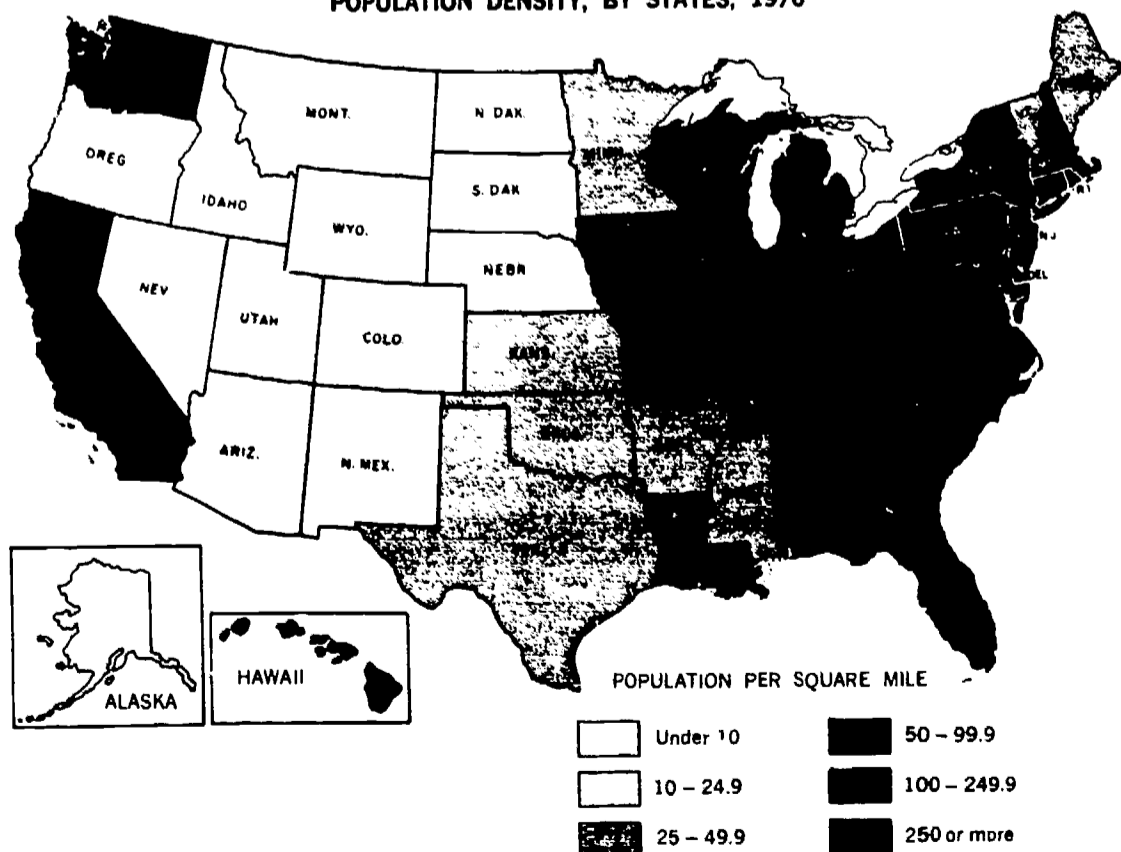 POPULATION DENSITY, BY STATES, 1970
MONT.
N DAK.
OREG
IDAHO
S. DAK
WYO.
NEBR
NEV
UTAH
COLO.
KANS.
ARIZ.
N. MEX.
R I
N J
DEL
ALASKA
HAWAII
POPULATION PER SQUARE MILE
Under 10
10 – 24.9
25 – 49.9
50 – 99.9
100 – 249.9
250 or more